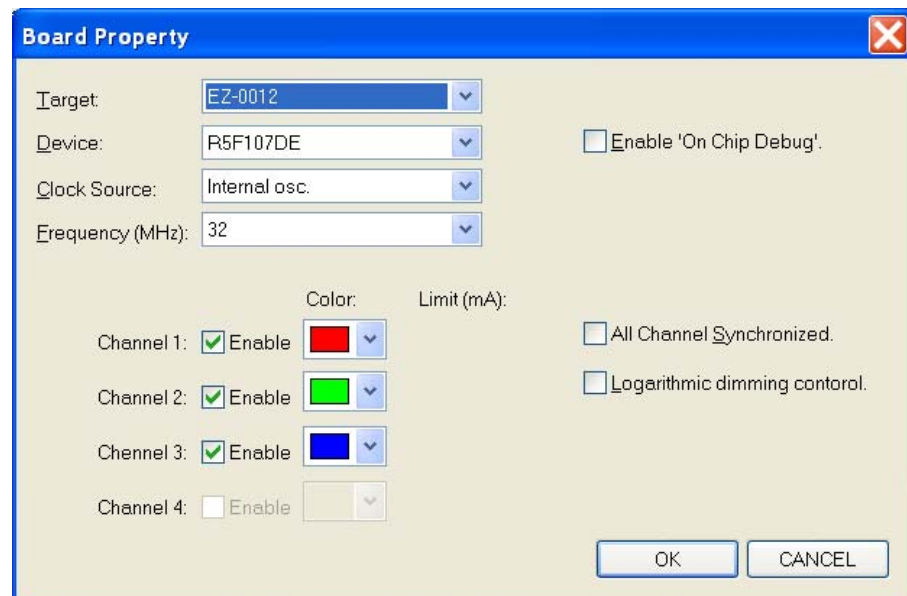 Board Property
Target: EZ-0012
Device: R5F107DE
Enable 'On Chip Debug'.
Clock Source: Internal osc.
Frequency (MHz): 32
Color: Limit (mA):
Channel 1: Enable
All Channel Synchronized.
Channel 2: Enable
Logarithmic dimming contorol.
Chennel 3: Enable
Channel 4: Enable
OK CANCEL